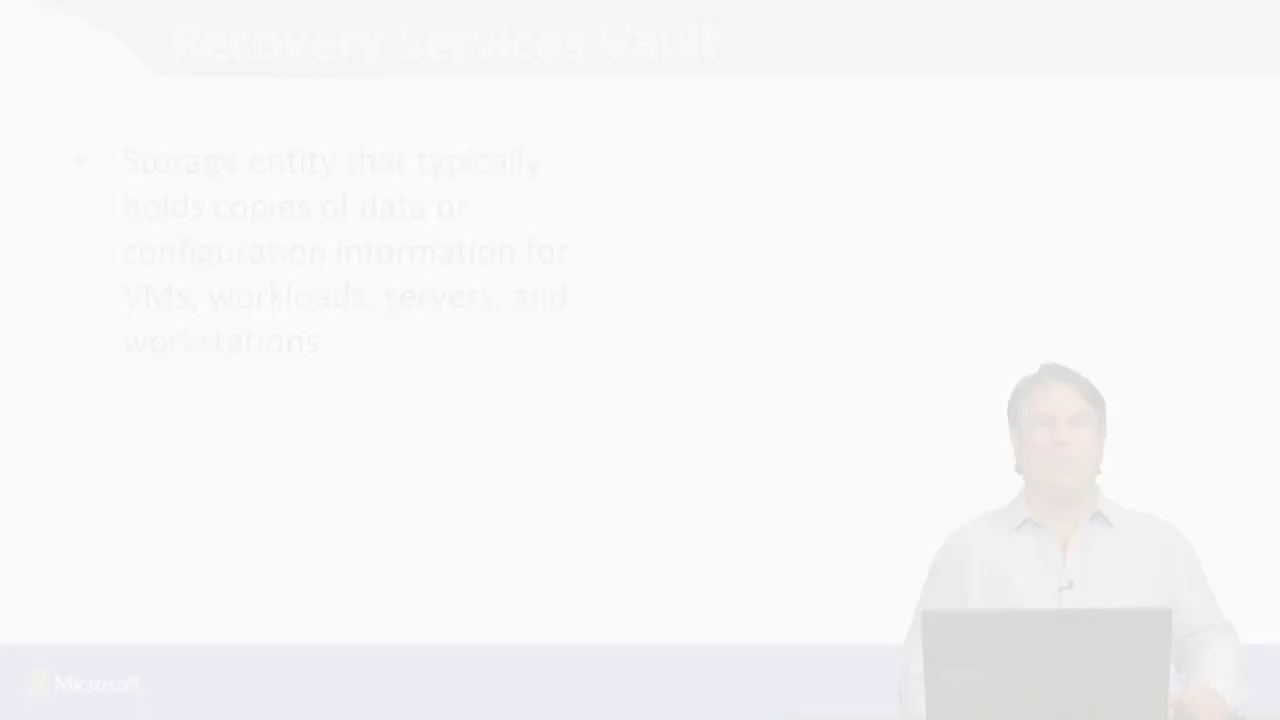 Recovery Services Vault
• Storage entity that typically
holds copies of data or
configuration information for
VMs, workloads, servers, and
workstations
Microsoft